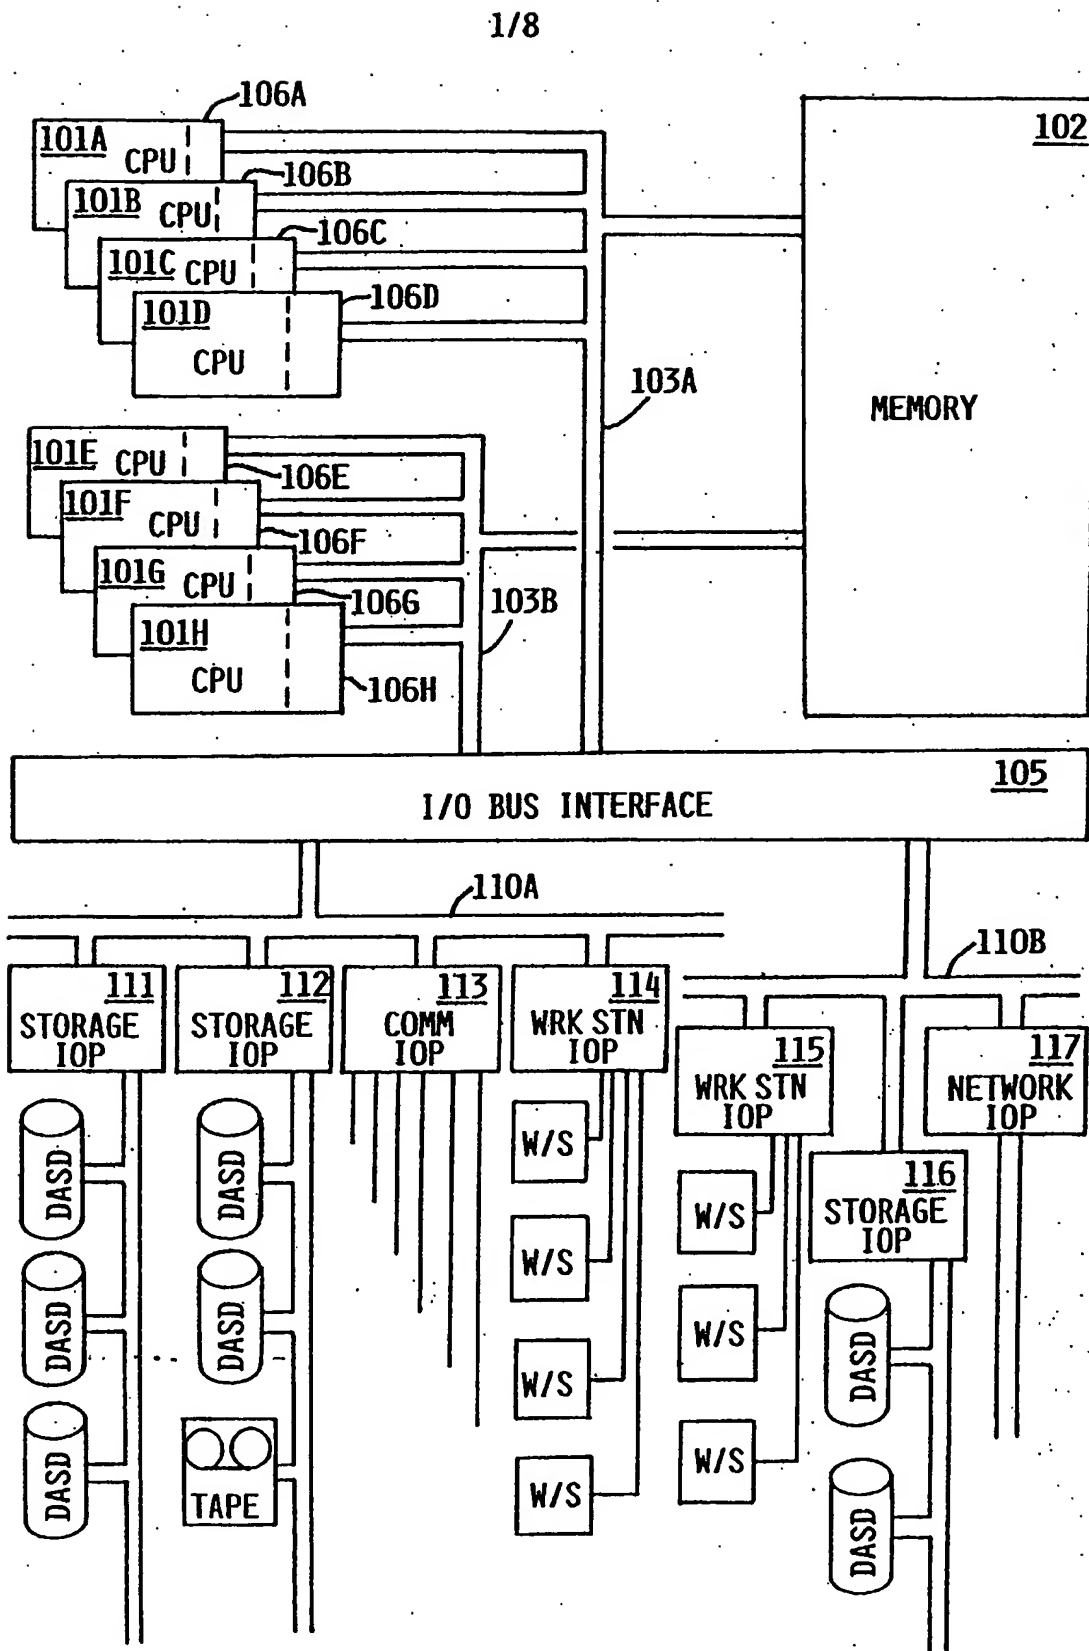 1/8
106A
101A
CPU
106B
101B
CPU
106C
101C CPU
106D
101D
CPU
102
MEMORY
103A
101E CPU
106E
101F
CPU
106F
101G CPU
106G
103B
101H
CPU
106H
105
I/O BUS INTERFACE
110A
110B
111
STORAGE
IOP
112
STORAGE
IOP
113
COMM
IOP
114
WRK STN
IOP
115
WRK STN
IOP
117
NETWORK
IOP
116
STORAGE
IOP
DASD
DASD
DASD
DASD
DASD
TAPE
W/S
W/S
W/S
W/S
W/S
W/S
W/S
DASD
DASD